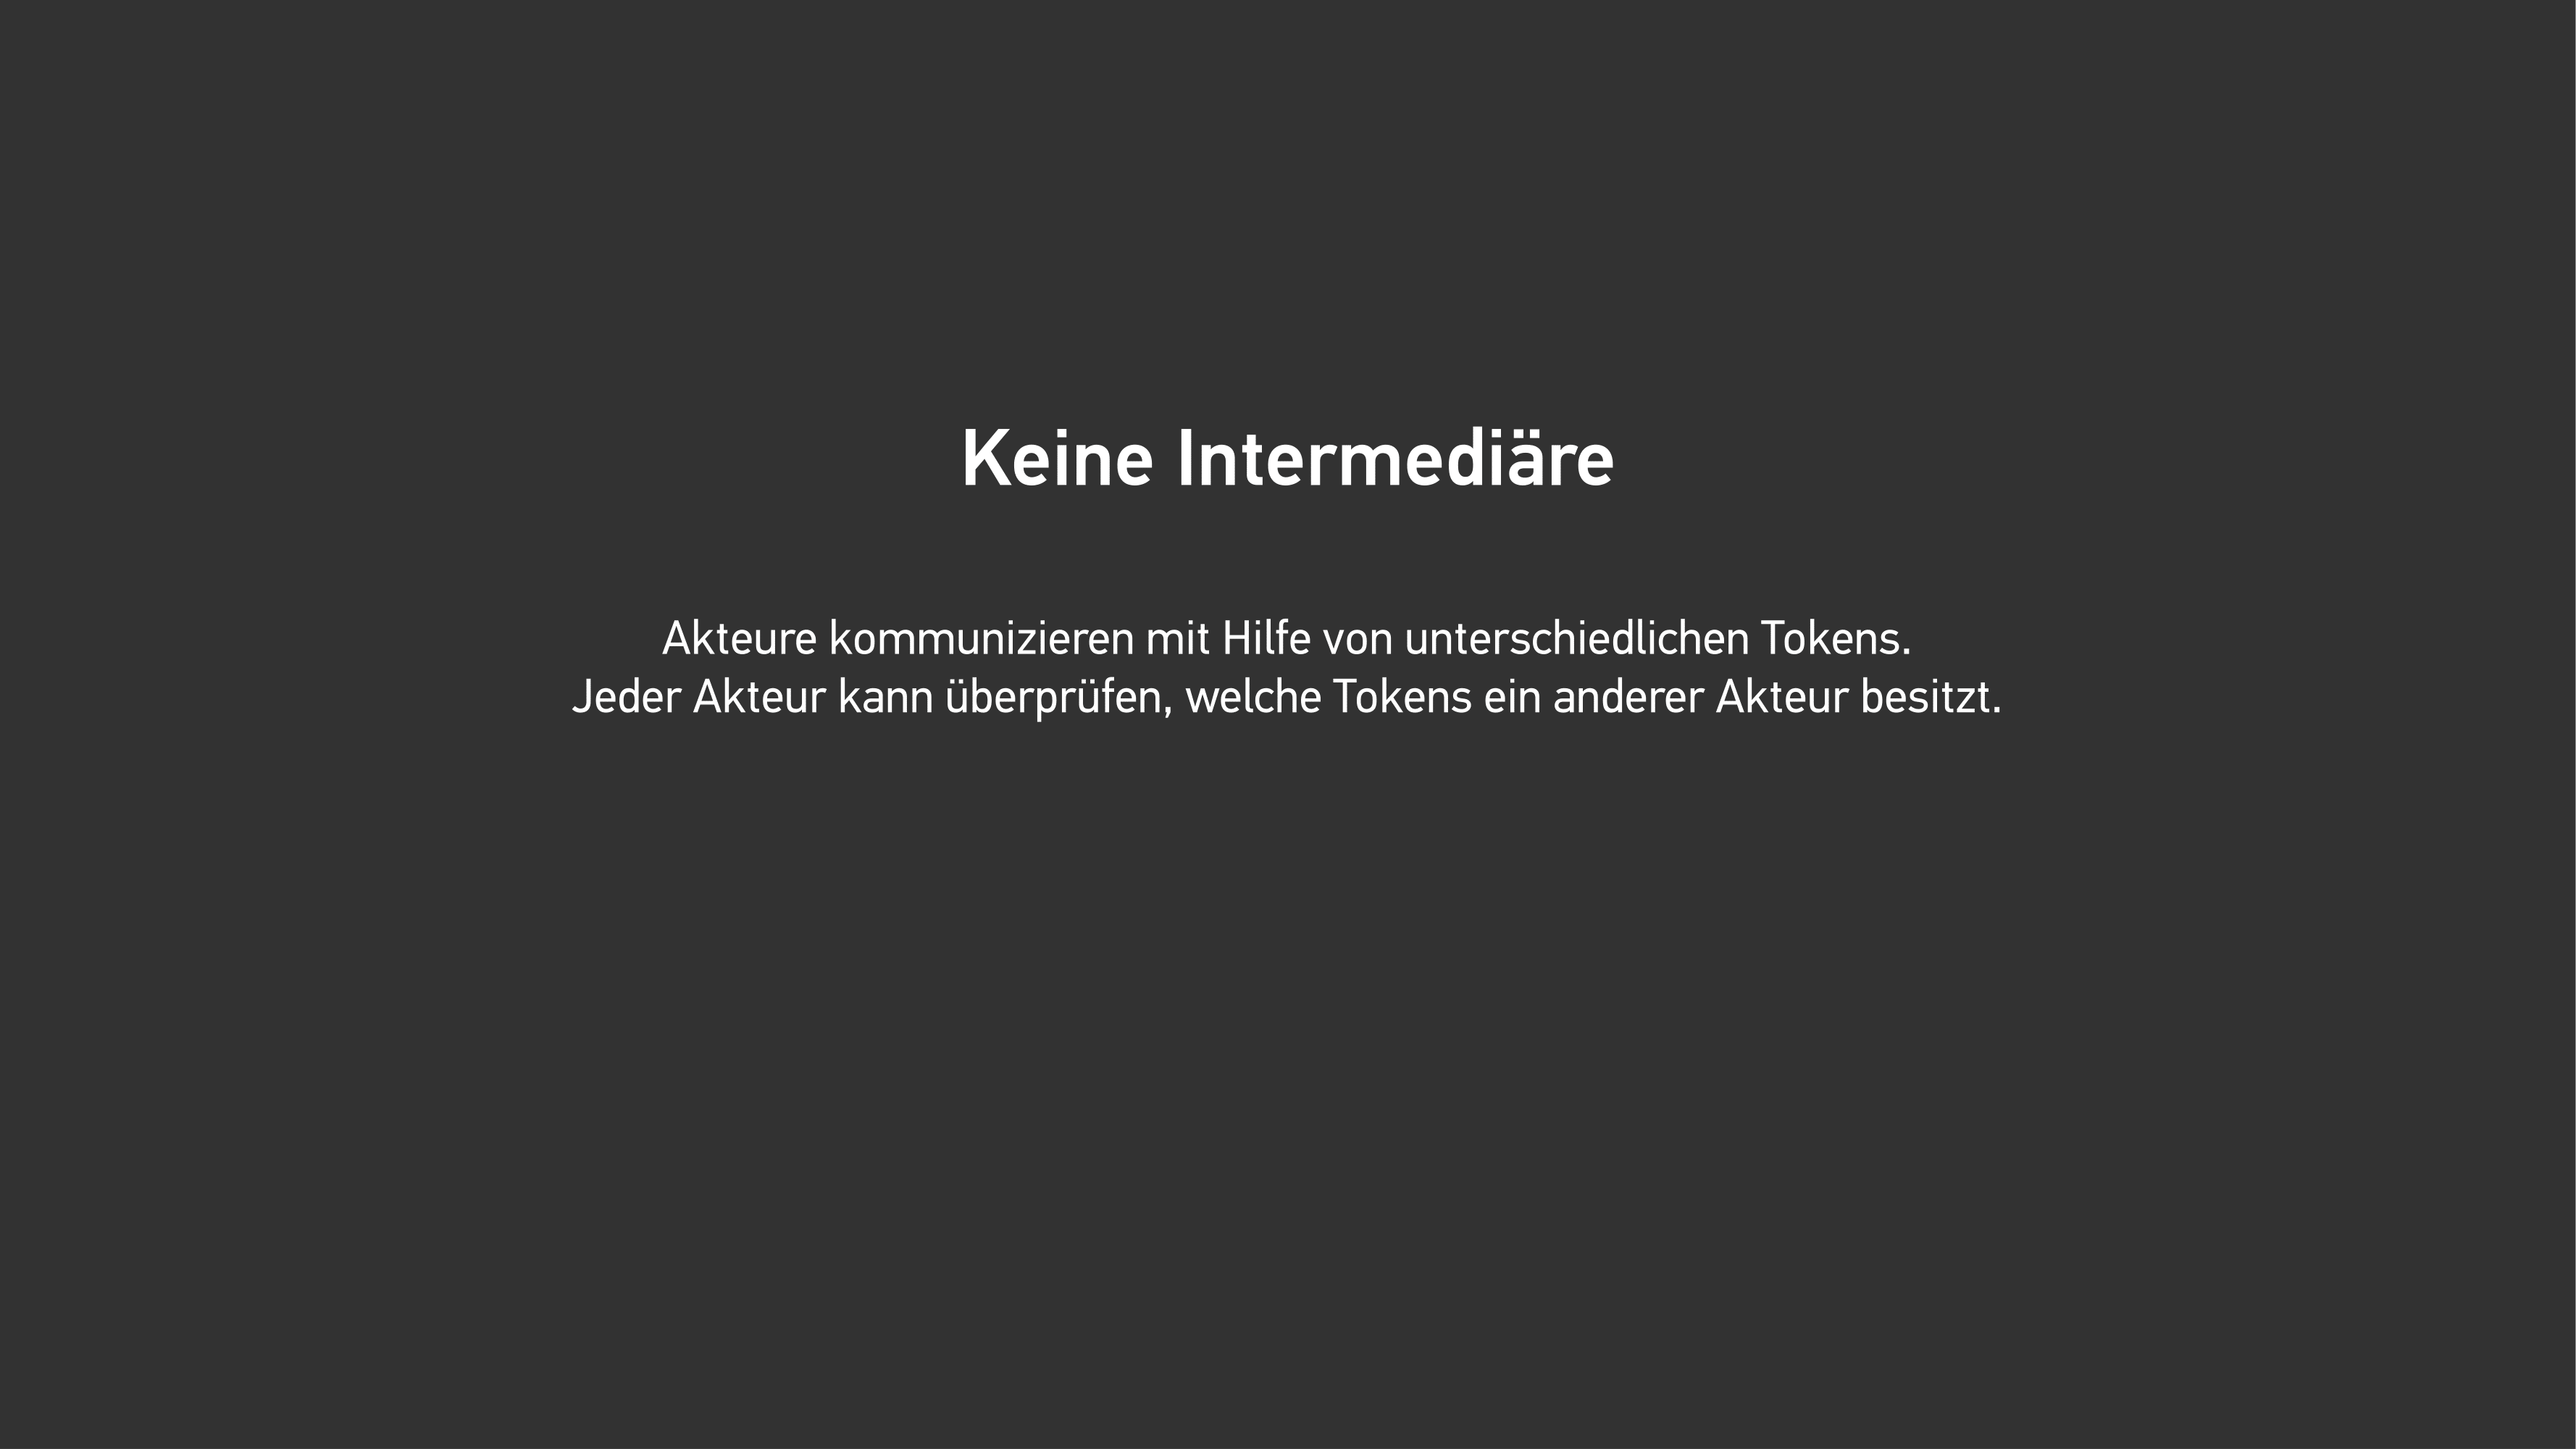 Keine Intermediäre
Akteure kommunizieren mit Hilfe von unterschiedlichen Tokens.
Jeder Akteur kann überprüfen, welche Tokens ein anderer Akteur besitzt.